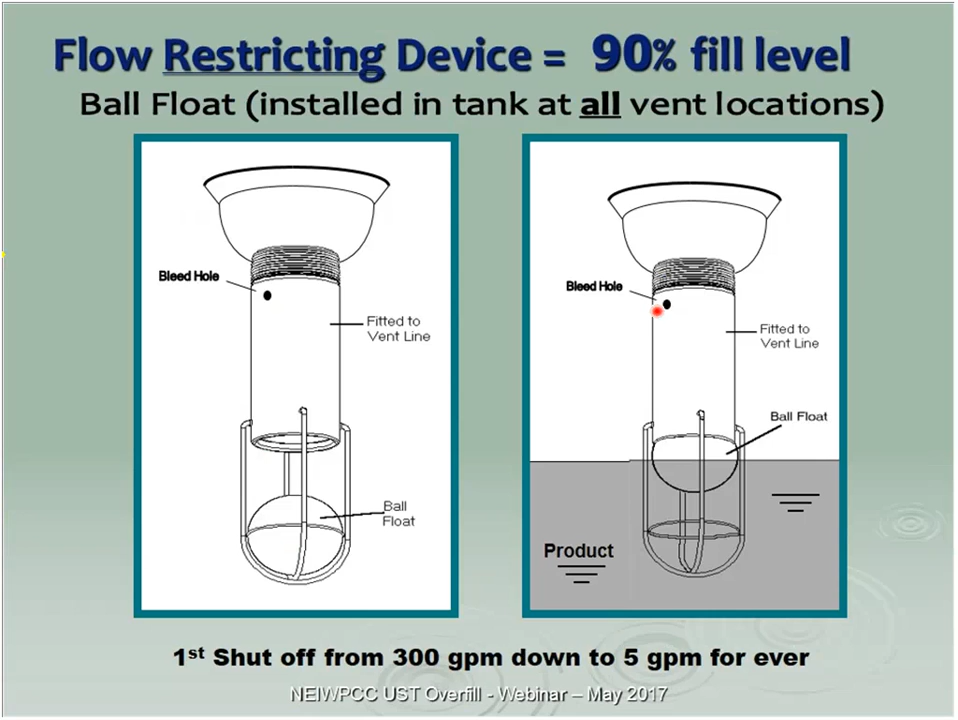 Flow Restricting Device = 90% fill level
Ball Float (installed in tank at all vent locations)
Bleed Hole
Fitted to
Vent Line
Ball
Float
Bleed Hole
Fitted to
Vent Line
Ball Float
Product
1st Shut off from 300 gpm down to 5 gpm for ever
NEIWPCC UST Overfill - Webinar – May 2017